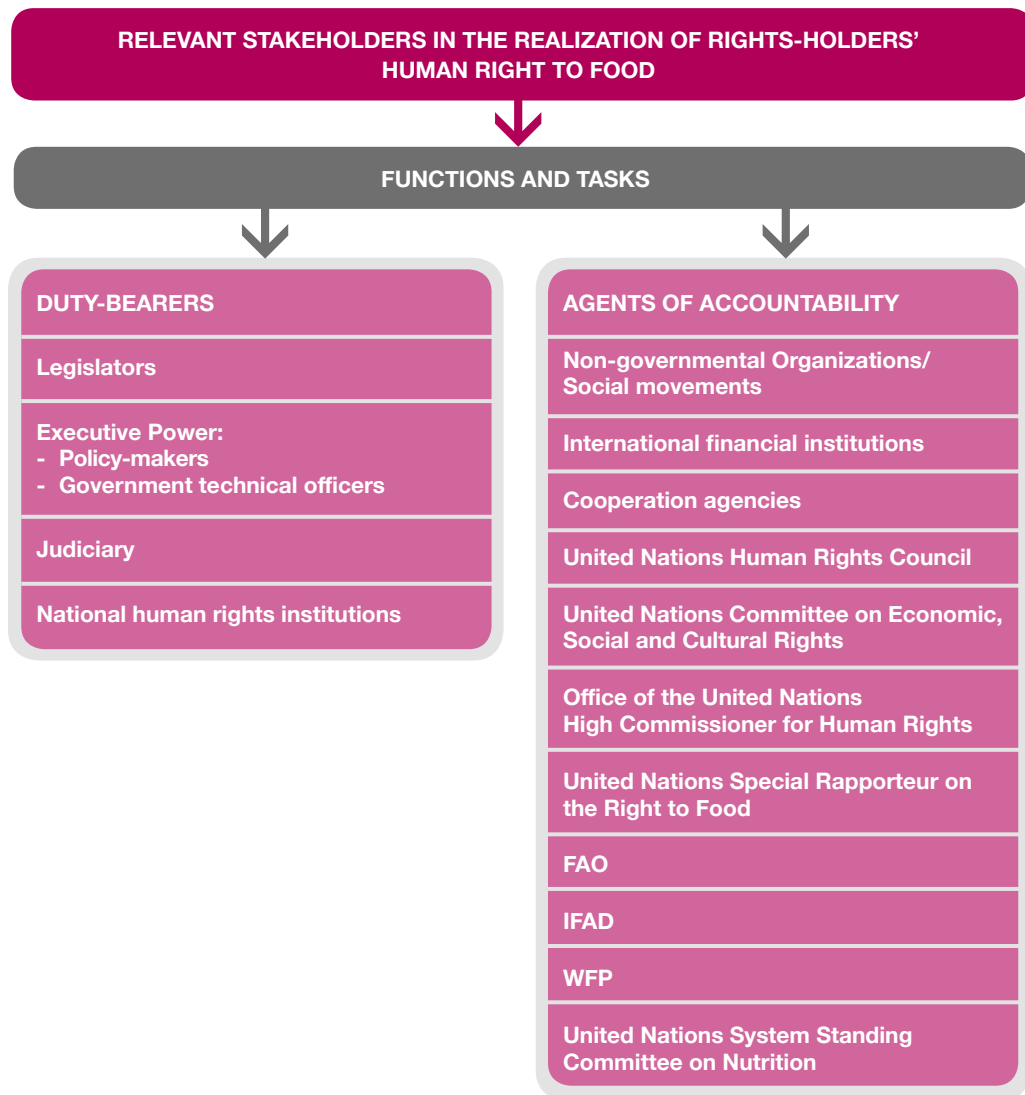 RELEVANT STAKEHOLDERS IN THE REALIZATION OF RIGHTS-HOLDERS’
HUMAN RIGHT TO FOOD
FUNCTIONS AND TASKS
DUTY-BEARERS
Legislators
Executive Power:
- Policy-makers
- Government technical officers
Judiciary
National human rights institutions
AGENTS OF ACCOUNTABILITY
Non-governmental Organizations/
Social movements
International financial institutions
Cooperation agencies
United Nations Human Rights Council
United Nations Committee on Economic,
Social and Cultural Rights
Office of the United Nations
High Commissioner for Human Rights
United Nations Special Rapporteur on
the Right to Food
FAO
IFAD
WFP
United Nations System Standing
Committee on Nutrition